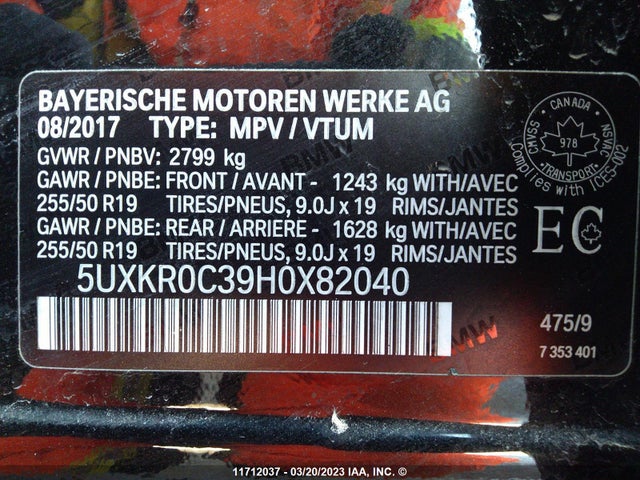 BAYERISCHE MOTOREN WERKE AG
08/2017 TYPE: MPV / VTUM
GVWR / PNBV: 2799 kg
GAWR / PNBE: FRONT / AVANT - 1243 kg WITH/AVEC
255/50 R19 TIRES/PNEUS, 9.0J x 19 RIMS/JANTES
GAWR / PNBE: REAR / ARRIERE - 1628 kg WITH/AVEC
255/50 R19 TIRES/PNEUS, 9.0J x 19 RIMS/JANTES
5UXKR0C39H0X82040
CANADA
CMVSS NSVAC
978
TRANSPORT
Complies with ICES-002
EC
475/9
7 353 401
BMW
BMW
BMW
11712037 - 03/20/2023 IAA, INC. ©